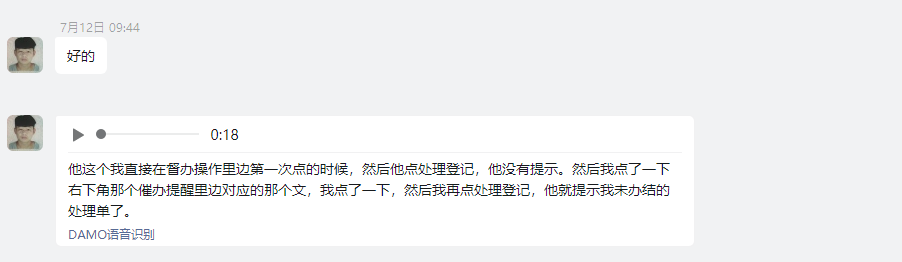 7月12日 09:44
好的
0:18
他这个我直接在督办操作里边第一次点的时候，然后他点处理登记，他没有提示。然后我点了一下
右下角那个催办提醒里边对应的那个文，我点了一下，然后我再点处理登记，他就提示我未办结的
处理单了。
DAMO语音识别